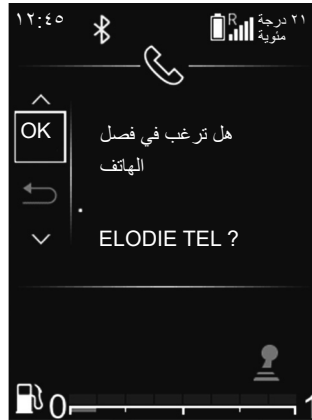 ١٢:٤٥
R
٢١ درجة
مئوية
OK
هل ترغب في فصل
الهاتف
ELODIE TEL ?
0
1